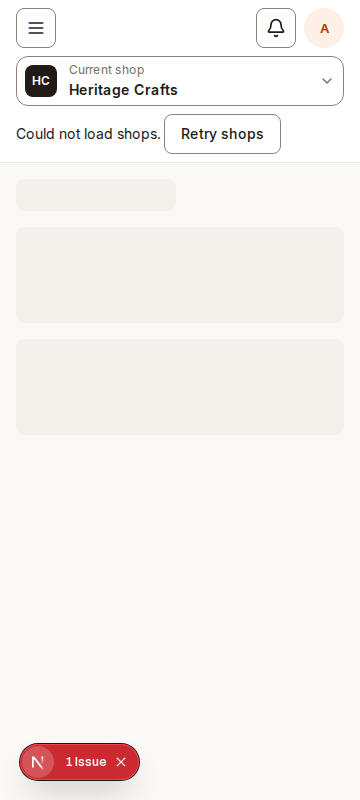 A
HC
Current shop
Heritage Crafts
Could not load shops.
Retry shops
N
1 Issue